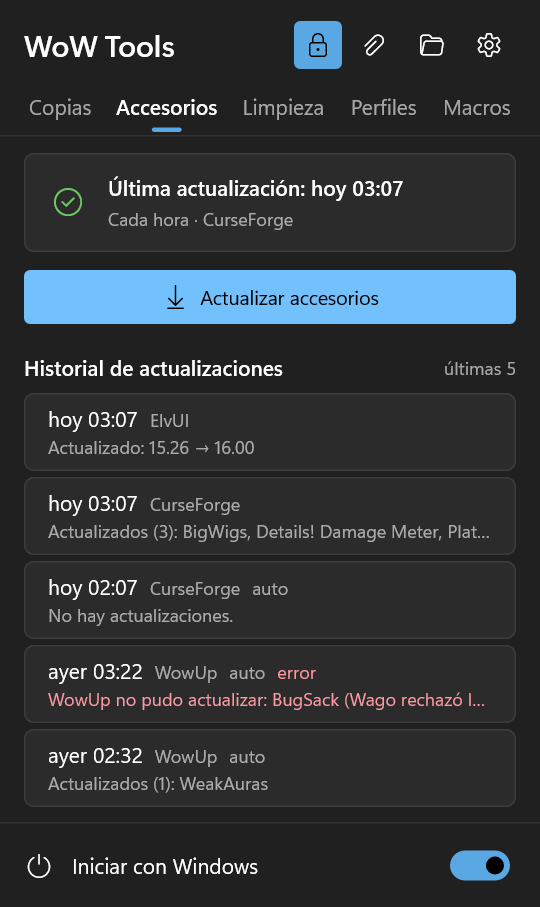 WoW Tools
Copias Accesorios Limpieza Perfiles Macros
Última actualización: hoy 03:07
Cada hora · CurseForge
Actualizar accesorios
Historial de actualizaciones últimas 5
hoy 03:07 ElvUI
Actualizado: 15.26 → 16.00
hoy 03:07 CurseForge
Actualizados (3): BigWigs, Details! Damage Meter, Plat...
hoy 02:07 CurseForge auto
No hay actualizaciones.
ayer 03:22 WowUp auto error
WowUp no pudo actualizar: BugSack (Wago rechazó l...
ayer 02:32 WowUp auto
Actualizados (1): WeakAuras
Iniciar con Windows